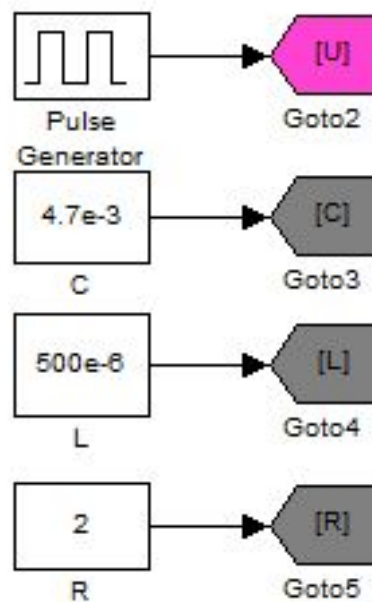 [U]
Pulse
Generator
Goto2
4.7e-3
[C]
C
Goto3
500e-6
[L]
L
Goto4
2
[R]
R
Goto5